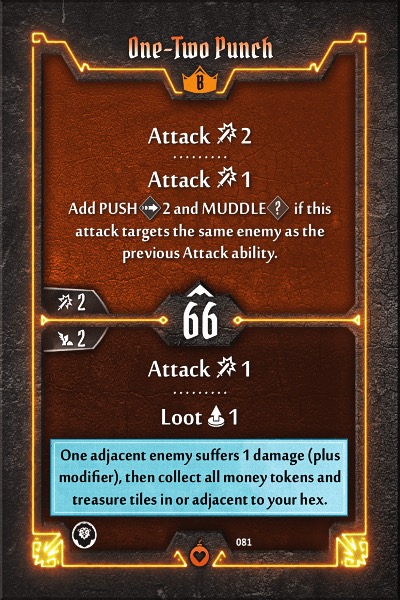 One-Two Punch
B
Attack 2
Attack 1
Add PUSH 2 and MUDDLE ? if this
attack targets the same enemy as the
previous Attack ability.
2
66
2
Attack 1
Loot 1
One adjacent enemy suffers 1 damage (plus
modifier), then collect all money tokens and
treasure tiles in or adjacent to your hex.
081